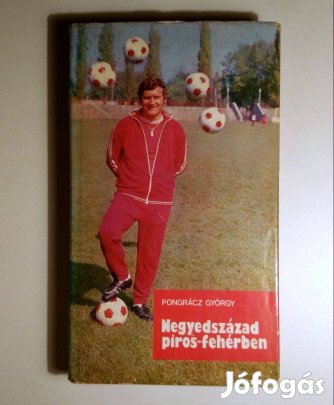 PONGRÁCZ GYÖRGY
Negyedszázad
piros-fehérben
Jófogás